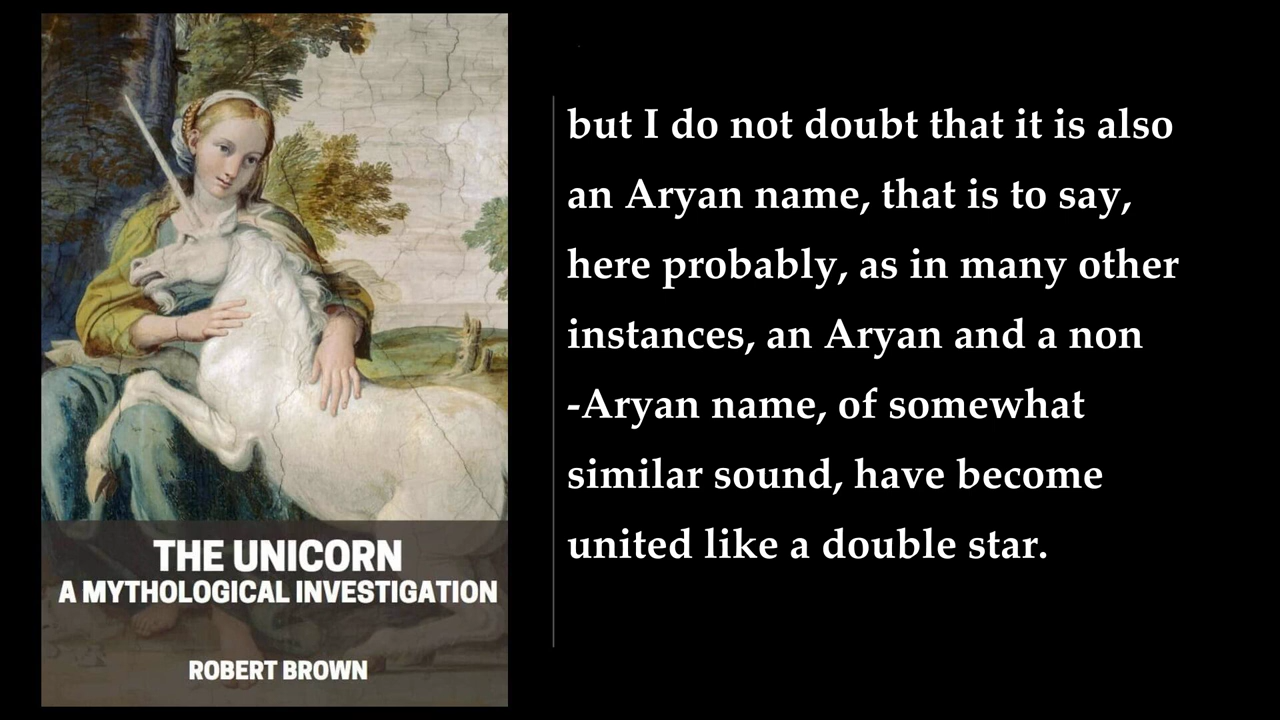 THE UNICORN
A MYTHOLOGICAL INVESTIGATION
ROBERT BROWN
but I do not doubt that it is also
an Aryan name, that is to say,
here probably, as in many other
instances, an Aryan and a non
-Aryan name, of somewhat
similar sound, have become
united like a double star.